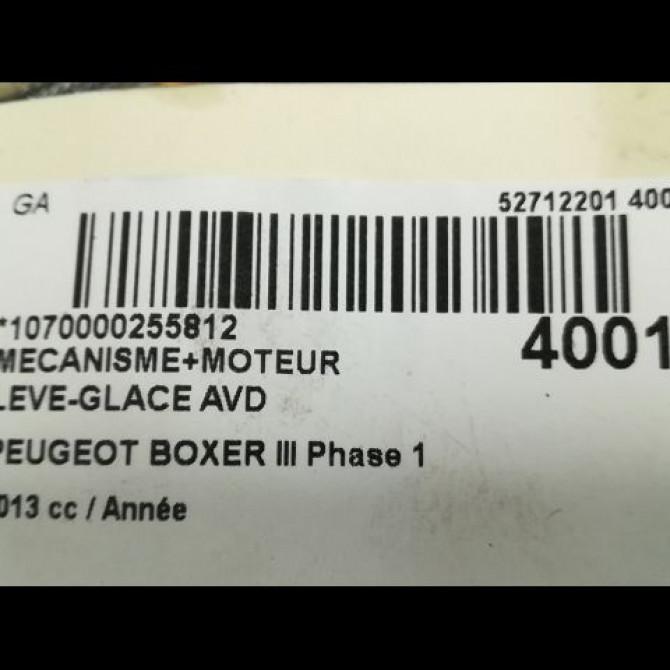 GA 52712201 400
*1070000255812 4001
MECANISME+MOTEUR
LEVE-GLACE AVD
PEUGEOT BOXER III Phase 1
013 cc / Année